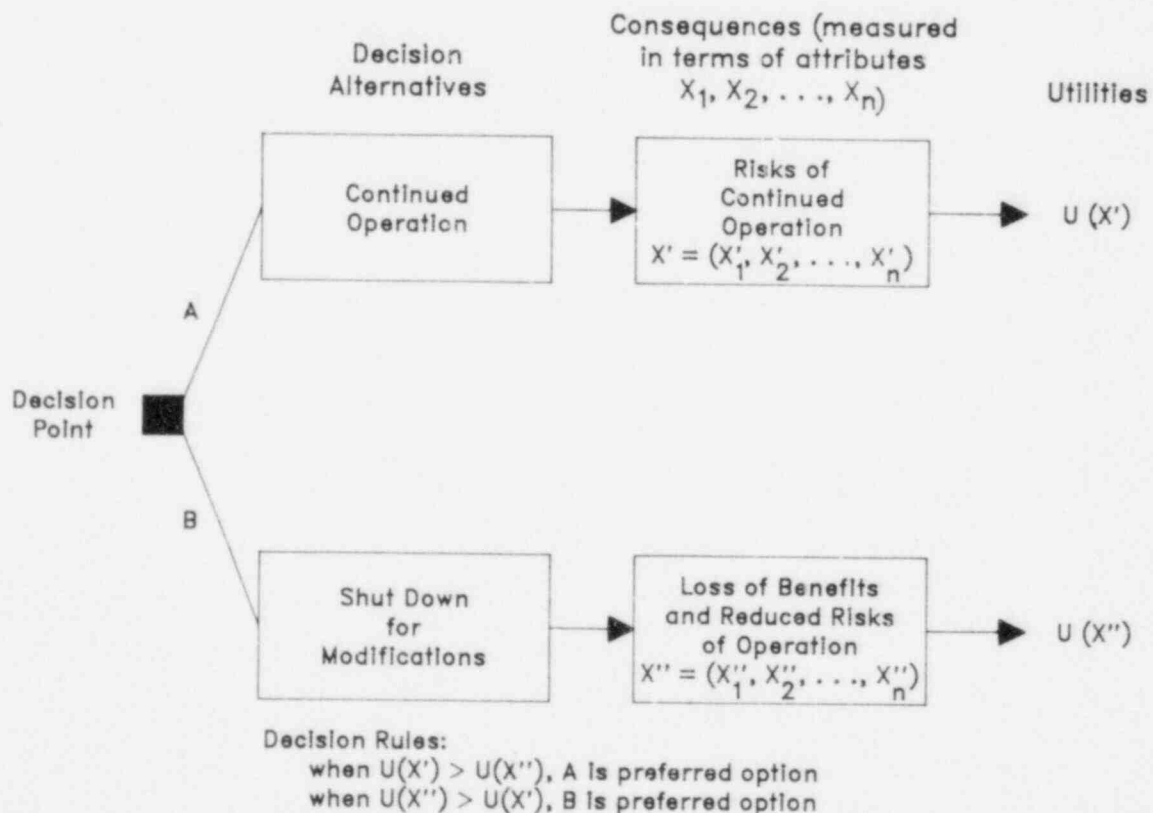 Decision
Alternatives
Consequences (measured
in terms of attributes
X₁, X₂, . . ., Xₙ)
Utilities
Continued
Operation
Risks of
Continued
Operation
X' = (X'₁, X'₂, . . ., X'ₙ)
U (X')
A
Decision
Point
B
Shut Down
for
Modifications
Loss of Benefits
and Reduced Risks
of Operation
X'' = (X''₁, X''₂, . . ., X''ₙ)
U (X'')
Decision Rules:
when U(X') > U(X''), A is preferred option
when U(X'') > U(X'), B is preferred option